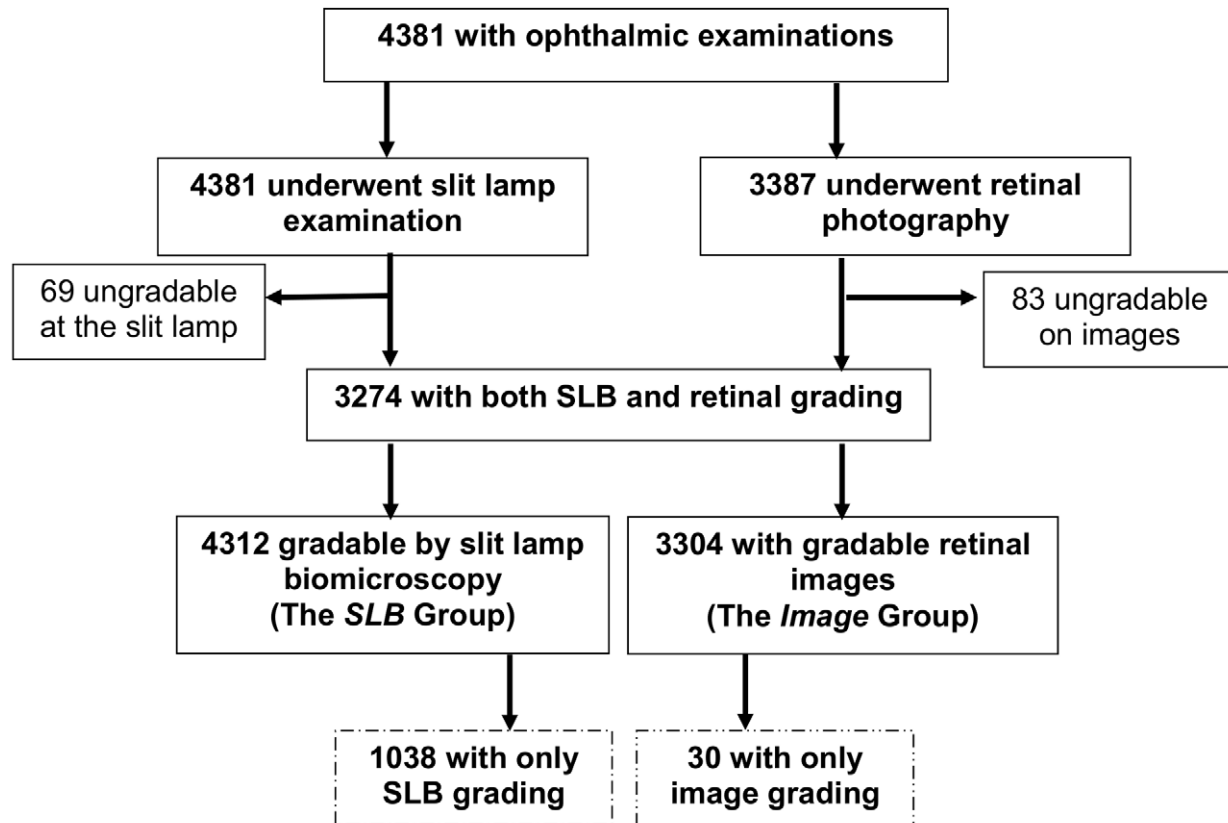 4381 with ophthalmic examinations
4381 underwent slit lamp
examination
3387 underwent retinal
photography
69 ungradable
at the slit lamp
83 ungradable
on images
3274 with both SLB and retinal grading
4312 gradable by slit lamp
biomicroscopy
(The SLB Group)
3304 with gradable retinal
images
(The Image Group)
1038 with only
SLB grading
30 with only
image grading